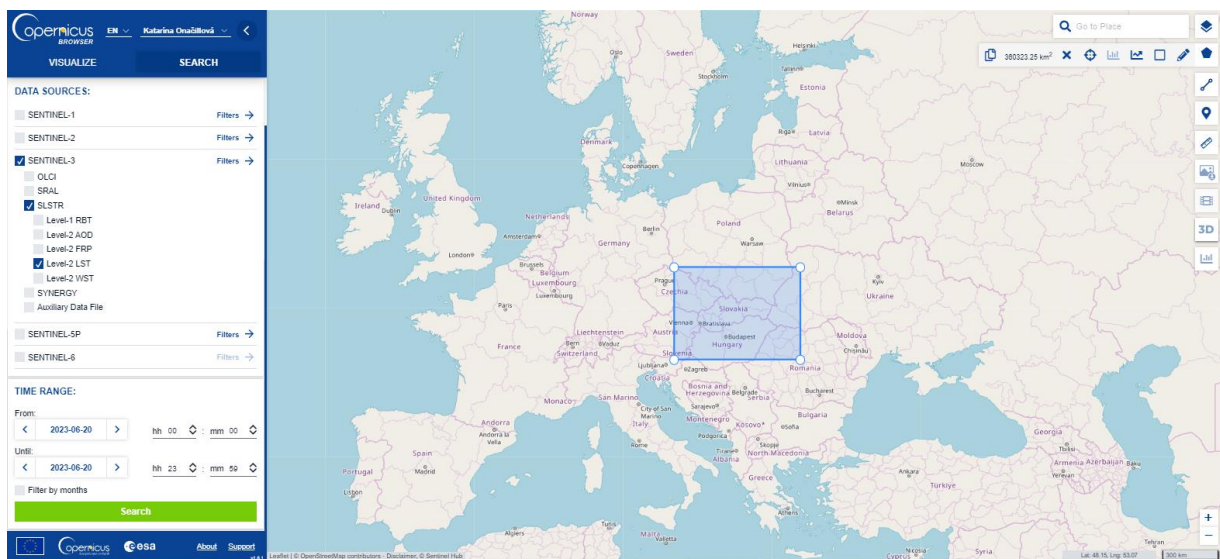 Copernicus
BROWSER
EN
Katarina Onačillová
VISUALIZE
SEARCH
DATA SOURCES:
SENTINEL-1
Filters →
SENTINEL-2
Filters →
SENTINEL-3
Filters →
OLCI
SRAL
SLSTR
Level-1 RBT
Level-2 AOD
Level-2 FRP
Level-2 LST
Level-2 WST
SYNERGY
Auxiliary Data File
SENTINEL-5P
Filters →
SENTINEL-6
Filters →
TIME RANGE:
From:
2023-06-20
hh 00 : mm 00
Until:
2023-06-20
hh 23 : mm 59
Filter by months
Search
Copernicus
esa
About
Support
Go to Place
380323.25 km²
3D
Norway
Oslo
Sweden
Stockholm
Helsinki
Tallinn
Estonia
Riga
Latvia
Denmark
Copenhagen
Lithuania
Vilnius
Moscow
Minsk
Belarus
Ireland
Dublin
United Kingdom
London
Netherlands
Amsterdam
Berlin
Germany
Poland
Warsaw
Brussels
Belgium
Luxembourg
Luxembourg
Prague
Czechia
Kyiv
Ukraine
Paris
France
Slovakia
Vienna
Bratislava
Austria
Budapest
Hungary
Liechtenstein
Bern
Vaduz
Switzerland
Slovenia
Ljubljana
Zagreb
Croatia
Moldova
Chișinău
Romania
Bucharest
Monaco
San Marino
City of San Marino
Italy
Bosnia and Herzegovina
Belgrade
Serbia
Sarajevo
Montenegro
Kosovo*
Bulgaria
Sofia
Podgorica
Skopje
Tirane
North Macedonia
Albania
Andorra
Andorra la Vella
Rome
Spain
Madrid
Portugal
Lisbon
Greece
Athens
Ankara
Türkiye
Georgia
Tbilisi
Armenia
Azerbaijan
Baku
Yerevan
Algiers
Tunis
Malta
Valletta
Nicosia
Cyprus
Syria
Tehran
Leaflet | © OpenStreetMap contributors - Disclaimer, © Sentinel Hub
Lat: 48.15, Lng: 53.07
300 km